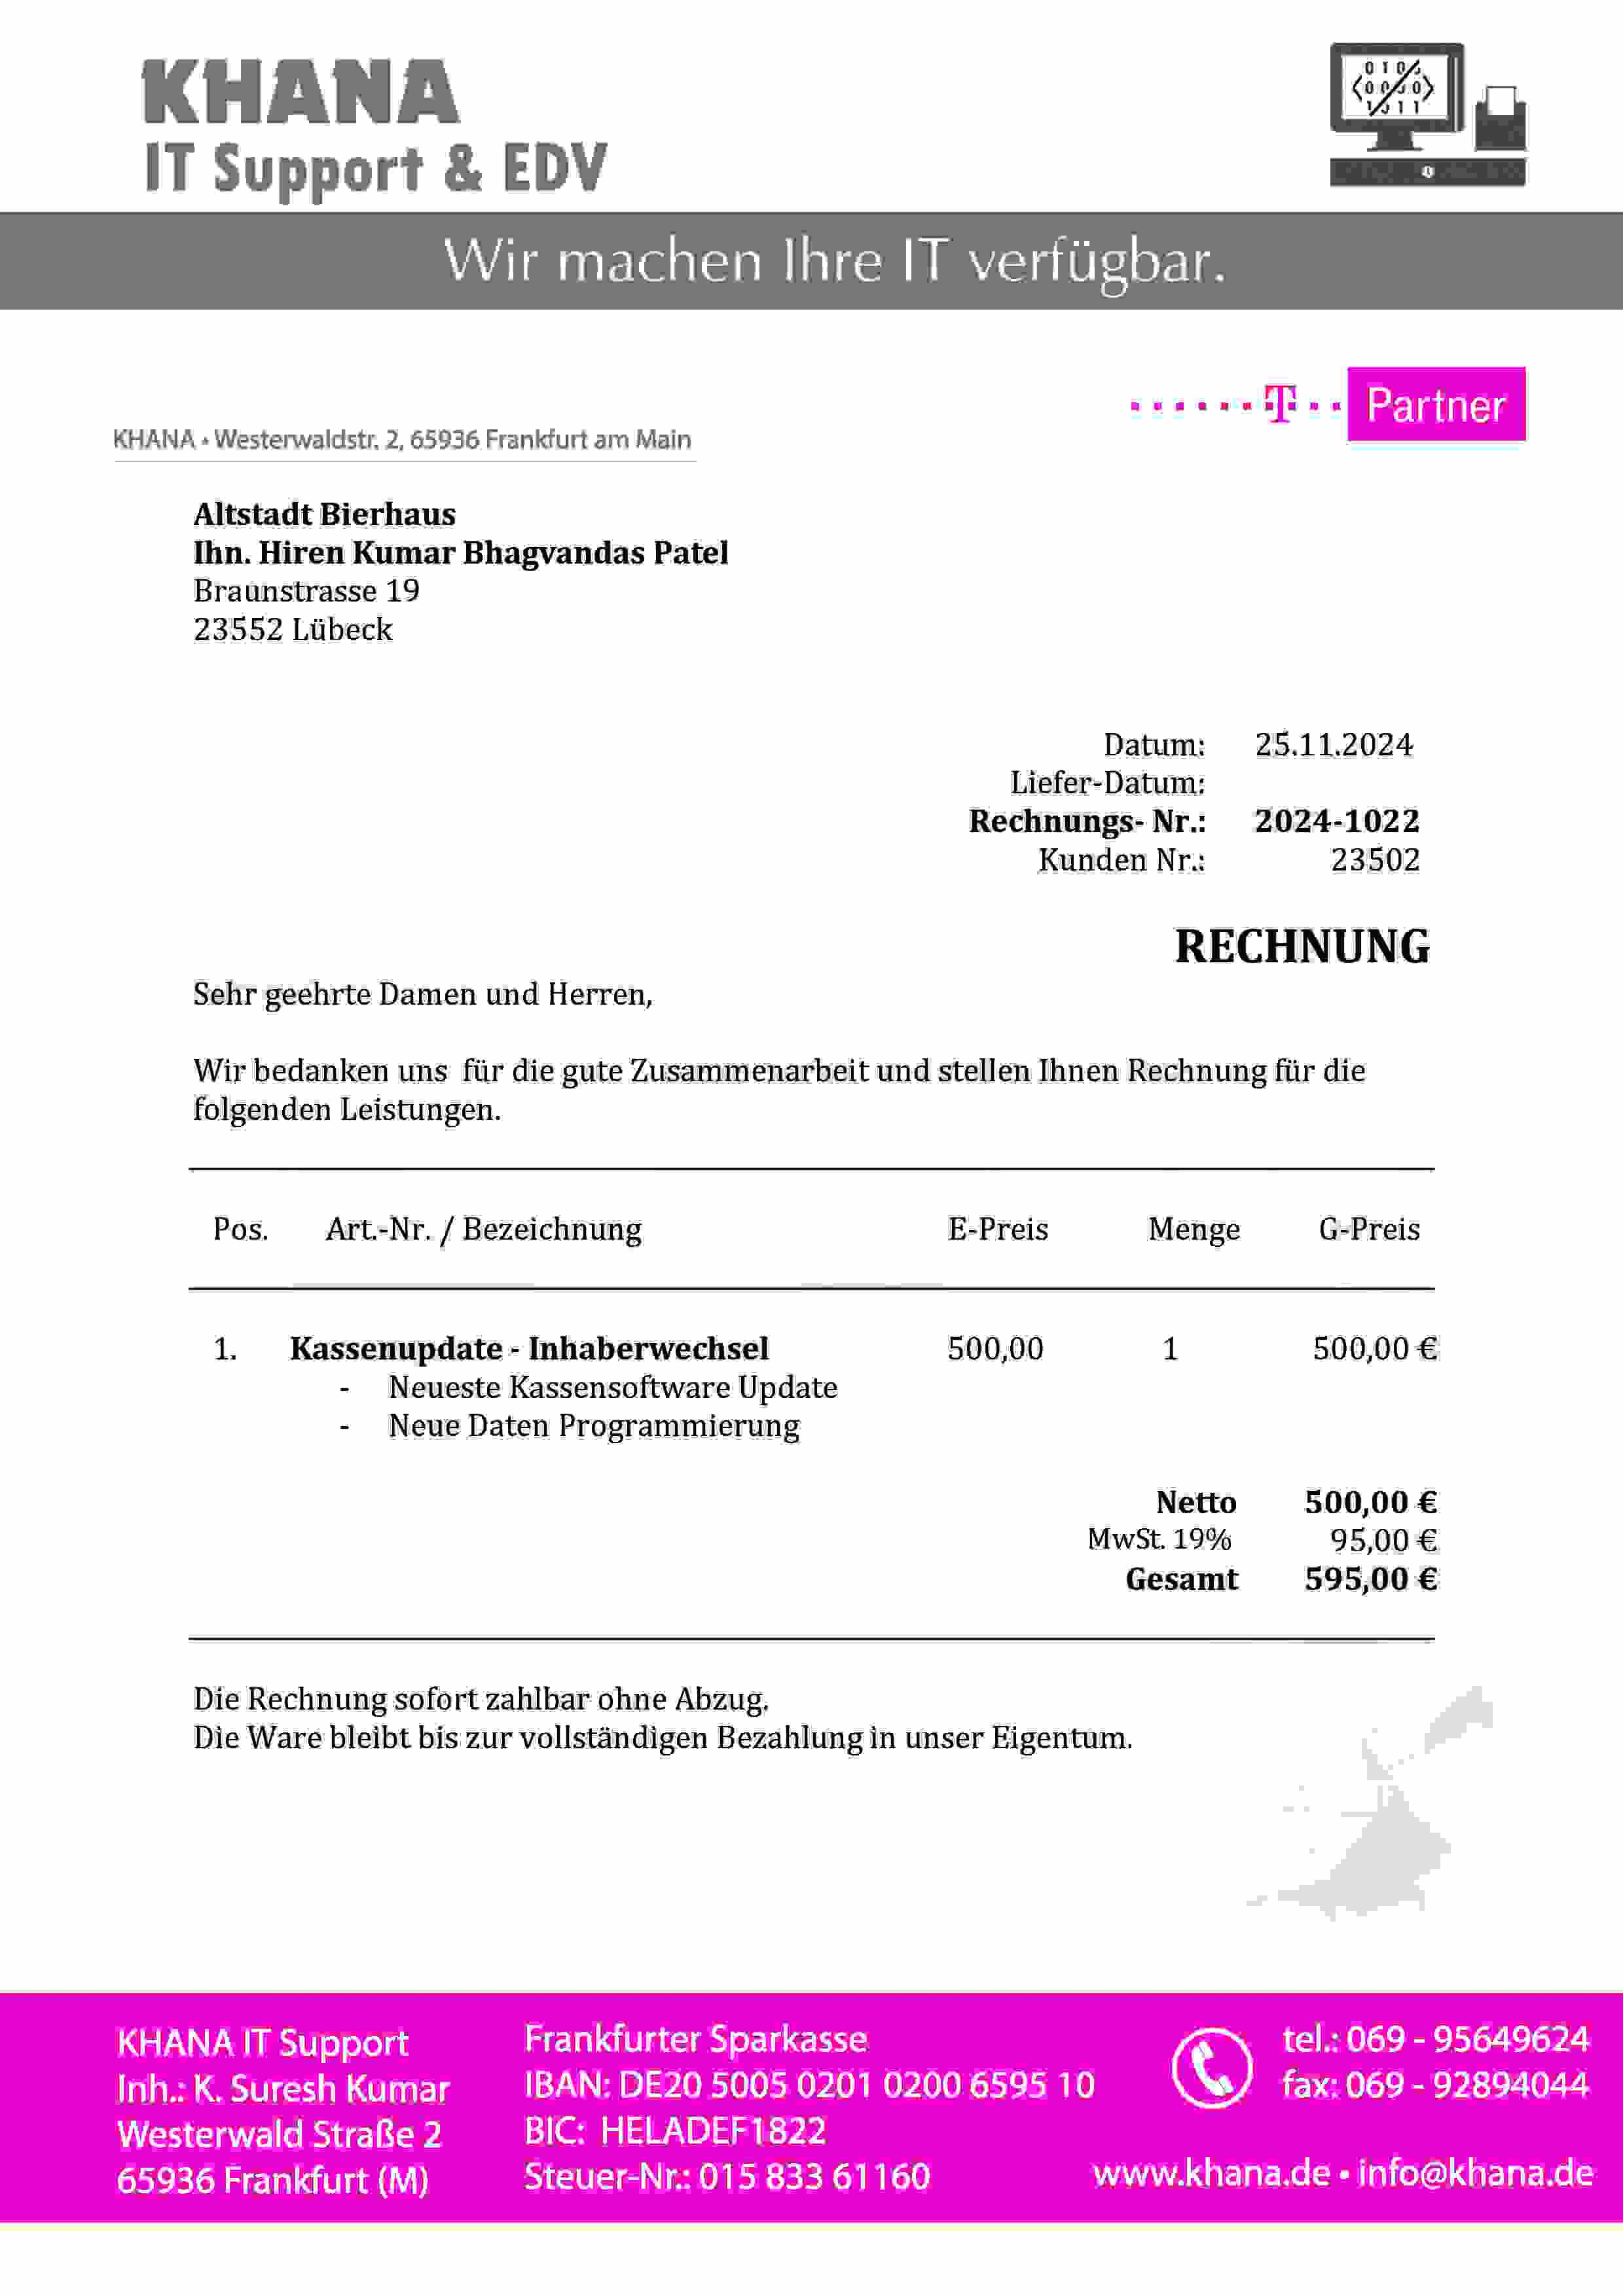 KHANA
IT Support & EDV
0 1 0
1 0 1 1
Wir machen Ihre IT verfügbar.
T Partner
KHANA • Westerwaldstr. 2, 65936 Frankfurt am Main
Altstadt Bierhaus
Ihn. Hiren Kumar Bhagvandas Patel
Braunstrasse 19
23552 Lübeck
Datum: 25.11.2024
Liefer-Datum:
Rechnungs- Nr.: 2024-1022
Kunden Nr.: 23502
RECHNUNG
Sehr geehrte Damen und Herren,
Wir bedanken uns für die gute Zusammenarbeit und stellen Ihnen Rechnung für die
folgenden Leistungen.
Pos. Art.-Nr. / Bezeichnung E-Preis Menge G-Preis
1. Kassenupdate - Inhaberwechsel 500,00 1 500,00 €
- Neueste Kassensoftware Update
- Neue Daten Programmierung
Netto 500,00 €
MwSt. 19% 95,00 €
Gesamt 595,00 €
Die Rechnung sofort zahlbar ohne Abzug.
Die Ware bleibt bis zur vollständigen Bezahlung in unser Eigentum.
KHANA IT Support
Inh.: K. Suresh Kumar
Westerwald Straße 2
65936 Frankfurt (M)
Frankfurter Sparkasse
IBAN: DE20 5005 0201 0200 6595 10
BIC: HELADEF1822
Steuer-Nr.: 015 833 61160
tel.: 069 - 95649624
fax: 069 - 92894044
www.khana.de • info@khana.de